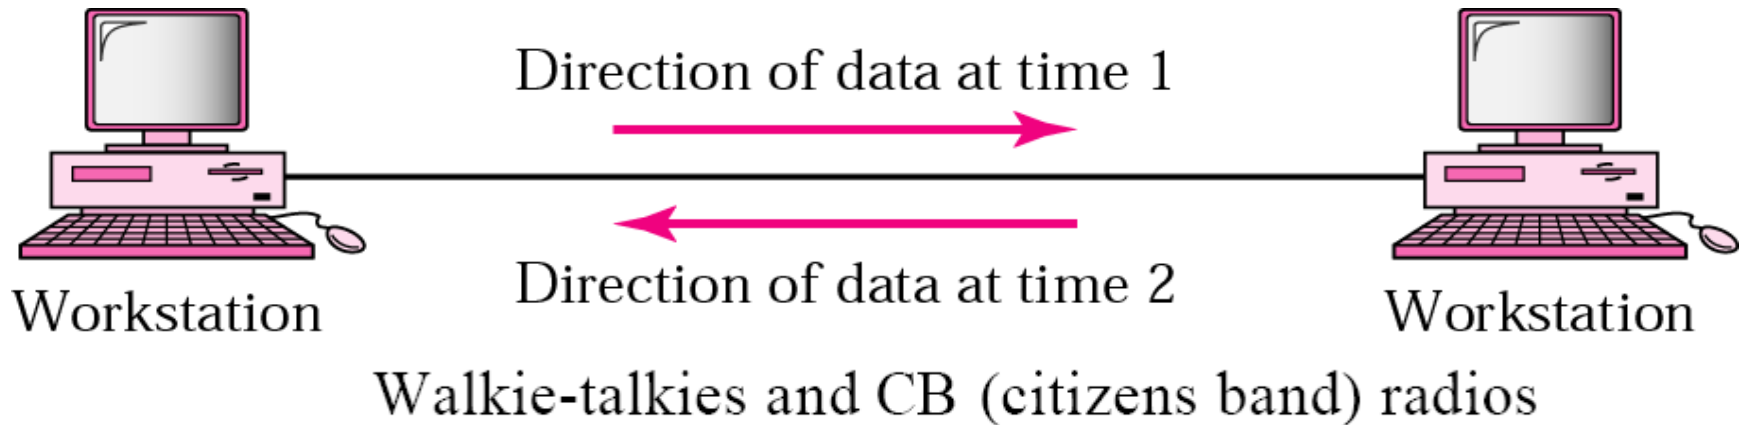 Direction of data at time 1
Direction of data at time 2
Workstation
Workstation
Walkie-talkies and CB (citizens band) radios